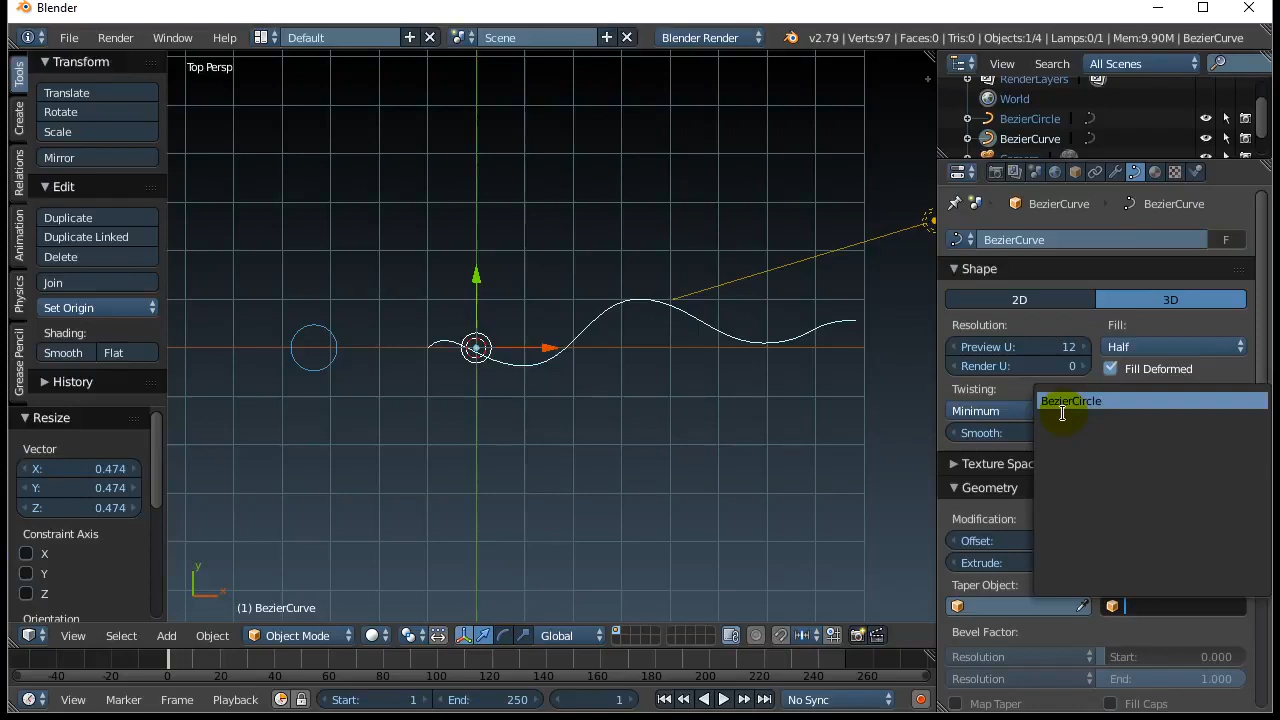 Blender
File Render Window Help Default Scene Blender Render v2.79 | Verts:97 | Faces:0 | Tris:0 | Objects:1/4 | Lamps:0/1 | Mem:9.90M | BezierCurve
Tools
Create
Relations
Animation
Physics
Grease Pencil
Transform
Translate
Rotate
Scale
Mirror
Edit
Duplicate
Duplicate Linked
Delete
Join
Set Origin
Shading:
Smooth Flat
History
Resize
Vector
X: 0.474
Y: 0.474
Z: 0.474
Constraint Axis
X
Y
Z
Orientation
Top Persp
y
x
(1) BezierCurve
View Select Add Object Object Mode Global
-40 -20 0 20 40 60 80 100 120 140 160 180 200 220 240 260
View Marker Frame Playback Start: 1 End: 250 1 No Sync
View Search All Scenes
RenderLayers
World
BezierCircle
BezierCurve
BezierCurve BezierCurve
BezierCurve F
Shape
2D 3D
Resolution: Fill:
Preview U: 12 Half
Render U: 0 Fill Deformed
Twisting:
Minimum
Smooth:
BezierCircle
Texture Spac
Geometry
Modification:
Offset:
Extrude:
Taper Object:
Bevel Factor:
Resolution Start: 0.000
Resolution End: 1.000
Map Taper Fill Caps